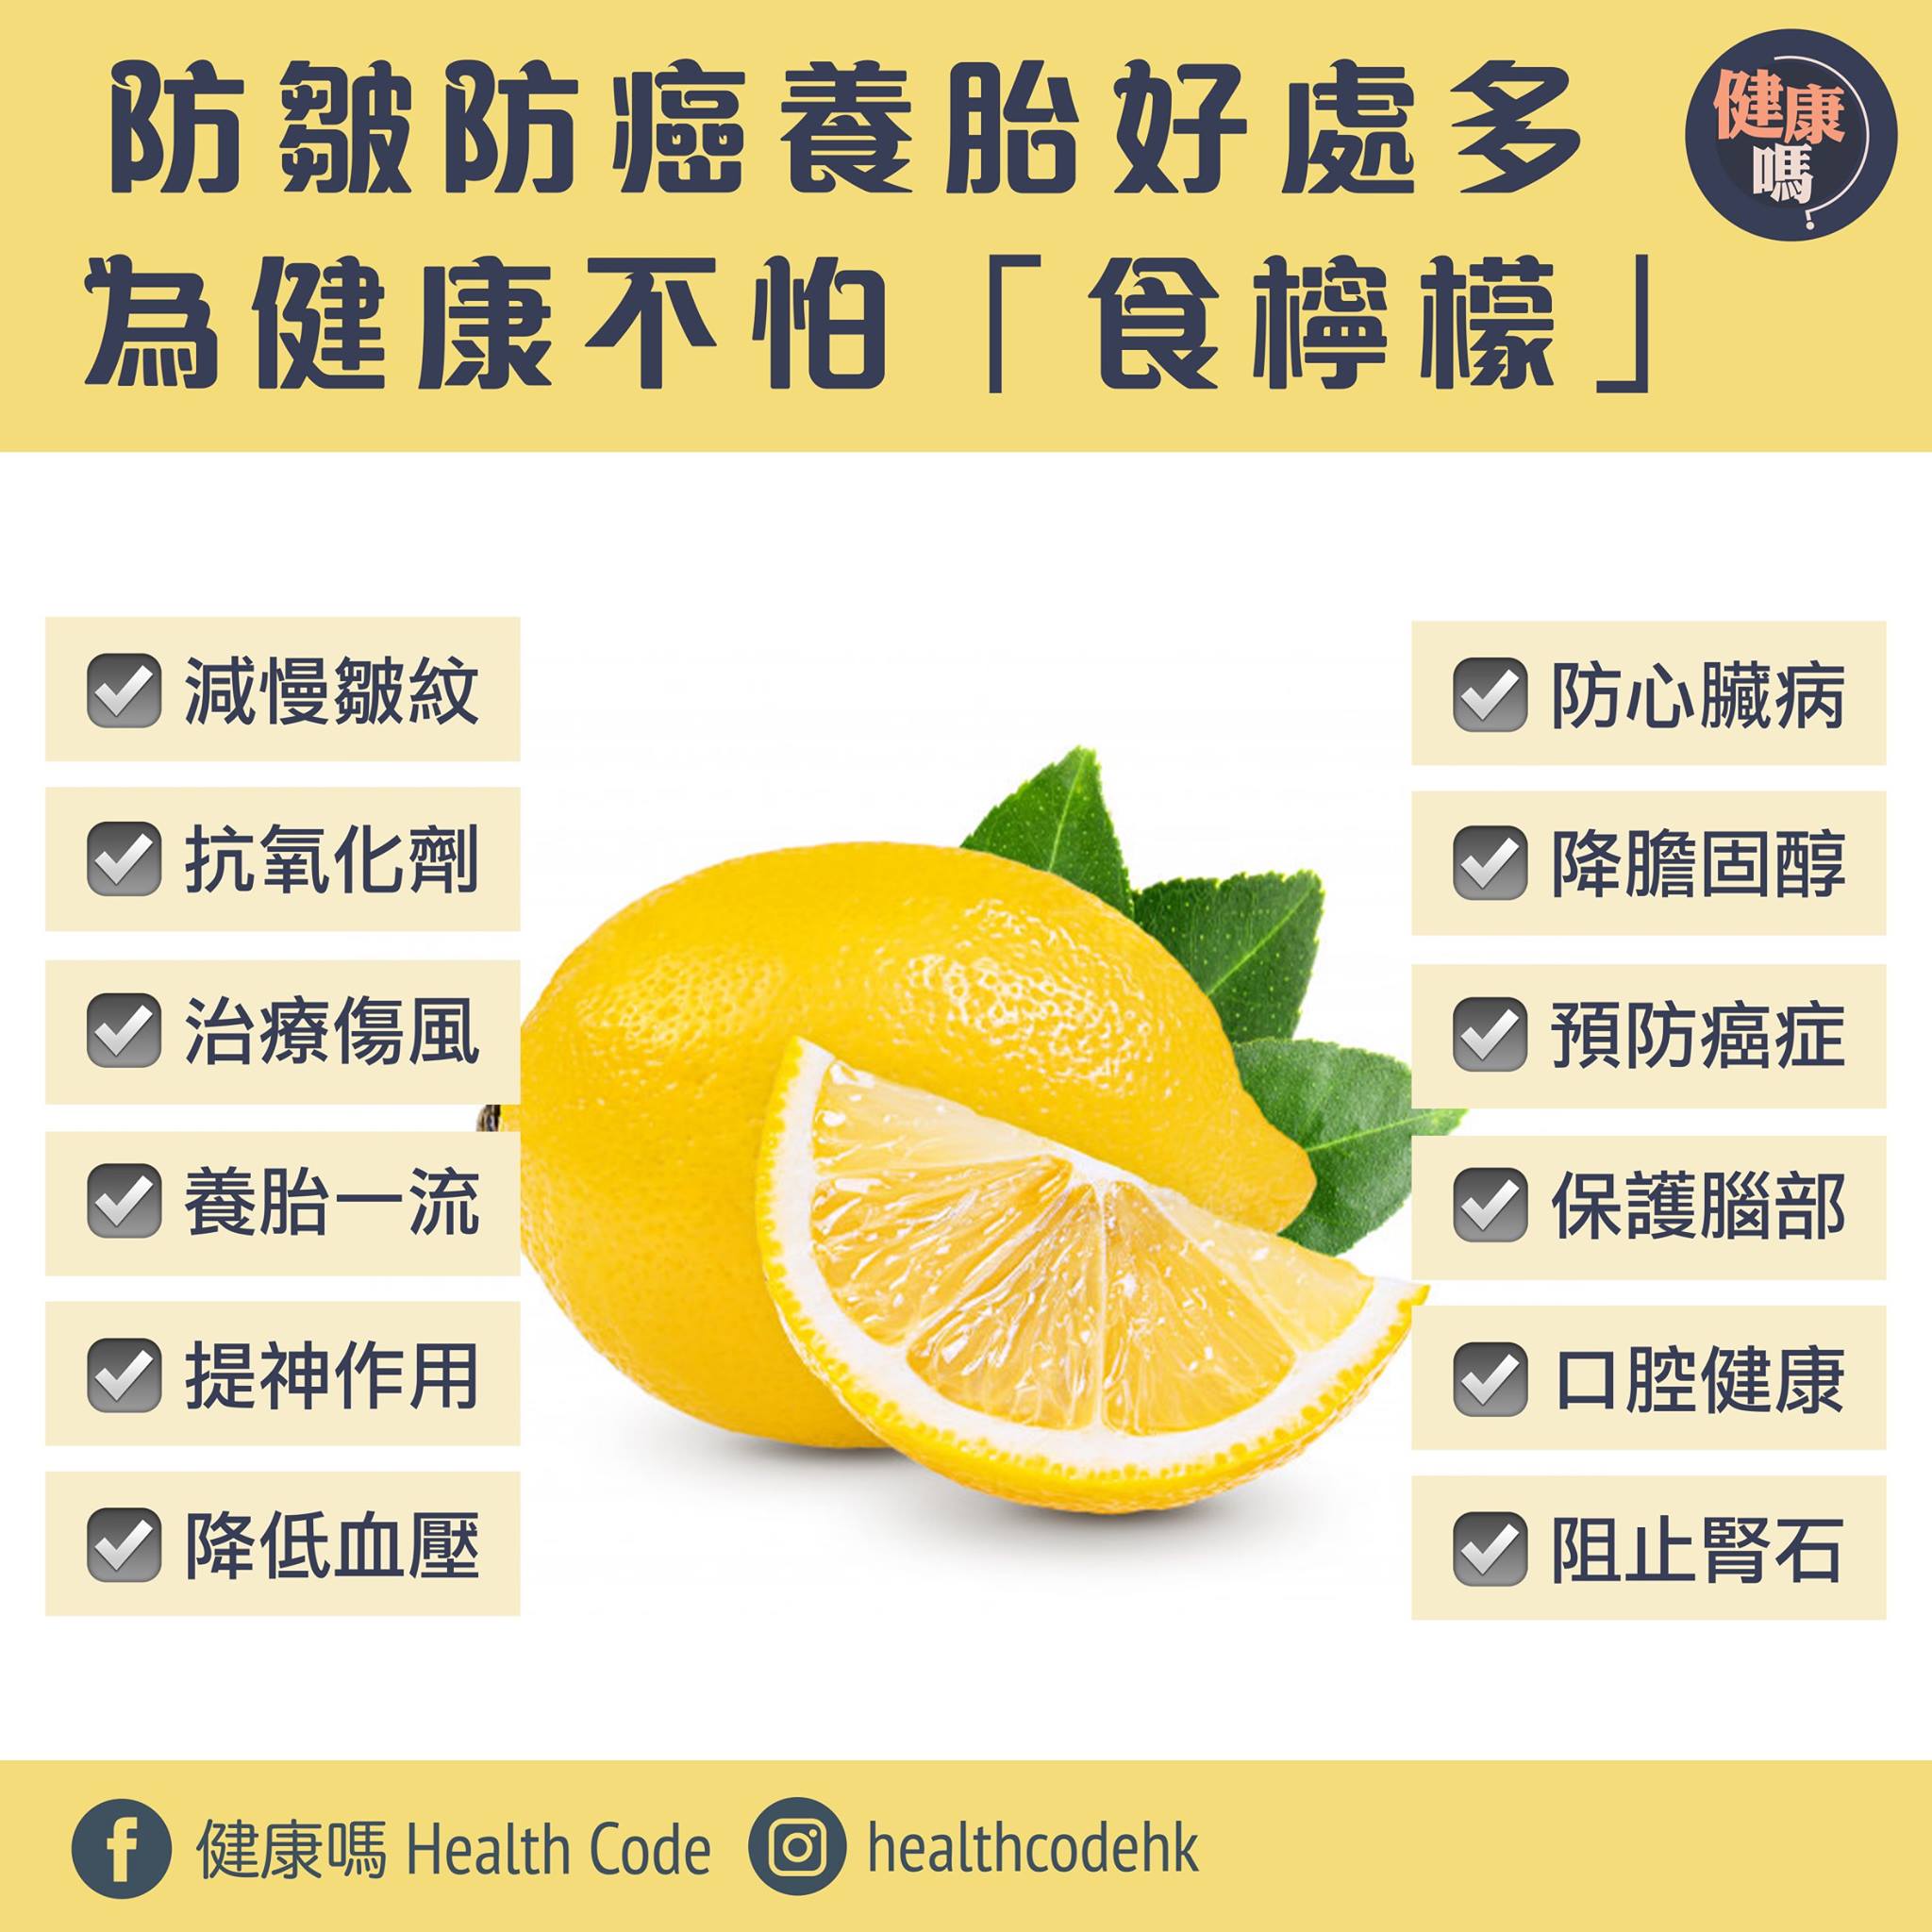 防皺防癌養胎好處多
健康
嗎?
為健康不怕「食檸檬」
減慢皺紋
抗氧化劑
治療傷風
養胎一流
提神作用
降低血壓
防心臟病
降膽固醇
預防癌症
保護腦部
口腔健康
阻止腎石
健康嗎 Health Code
healthcodehk